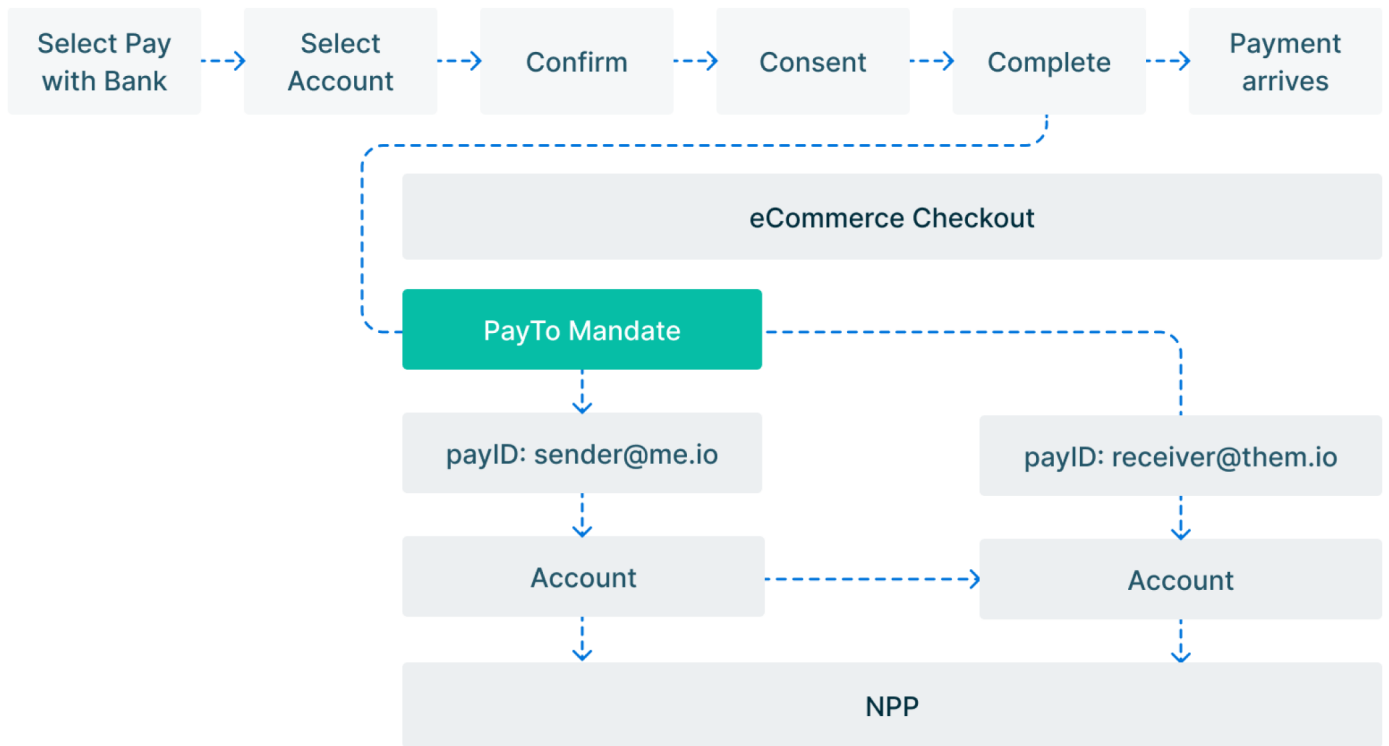 Select Pay
with Bank
Select
Account
Confirm
Consent
Complete
Payment
arrives
eCommerce Checkout
PayTo Mandate
payID: sender@me.io
payID: receiver@them.io
Account
Account
NPP